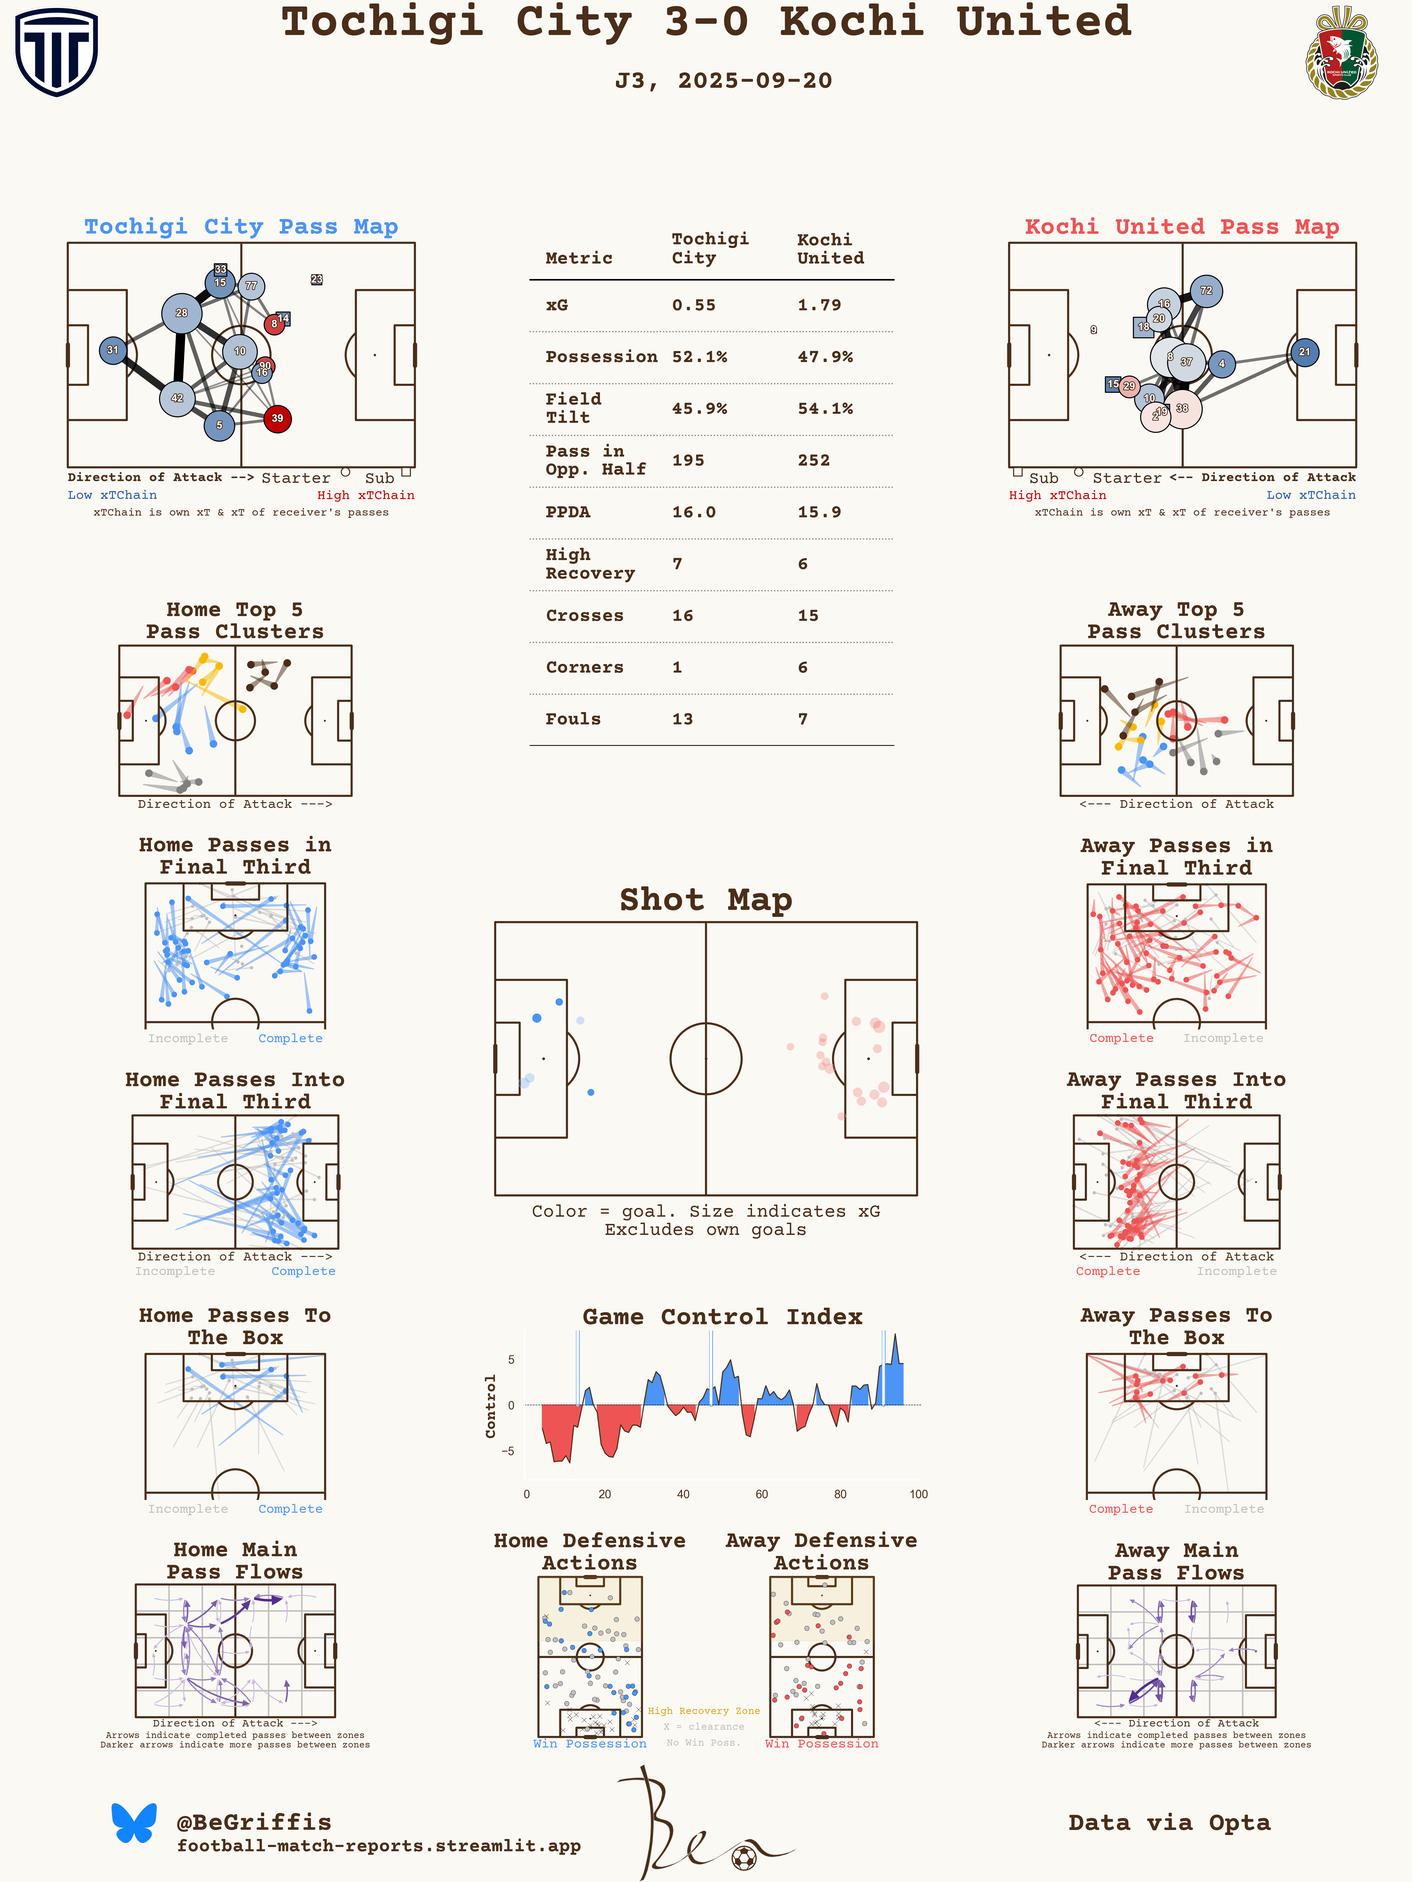 Tochigi City 3-0 Kochi United
J3, 2025-09-20
KOCHI UNITED
Tochigi City Pass Map
33
15
77
23
28
8
14
31
10
90
16
42
39
5
Direction of Attack --> Starter Sub
Low xTChain High xTChain
xTChain is own xT & xT of receiver's passes
Metric Tochigi City Kochi United
xG 0.55 1.79
Possession 52.1% 47.9%
Field Tilt 45.9% 54.1%
Pass in Opp. Half 195 252
PPDA 16.0 15.9
High Recovery 7 6
Crosses 16 15
Corners 1 6
Fouls 13 7
Kochi United Pass Map
72
16
20
18
9
8
37
4
21
15
29
10
19
2
38
Sub Starter <-- Direction of Attack
High xTChain Low xTChain
xTChain is own xT & xT of receiver's passes
Home Top 5
Pass Clusters
Direction of Attack --->
Away Top 5
Pass Clusters
<--- Direction of Attack
Home Passes in
Final Third
Incomplete Complete
Away Passes in
Final Third
Complete Incomplete
Shot Map
Color = goal. Size indicates xG
Excludes own goals
Home Passes Into
Final Third
Direction of Attack --->
Incomplete Complete
Away Passes Into
Final Third
<--- Direction of Attack
Complete Incomplete
Home Passes To
The Box
Incomplete Complete
Game Control Index
Control
5
0
−5
0 20 40 60 80 100
Away Passes To
The Box
Complete Incomplete
Home Main
Pass Flows
Direction of Attack --->
Arrows indicate completed passes between zones
Darker arrows indicate more passes between zones
Home Defensive
Actions
Win Possession
Away Defensive
Actions
Win Possession
High Recovery Zone
X = clearance
No Win Poss.
Away Main
Pass Flows
<--- Direction of Attack
Arrows indicate completed passes between zones
Darker arrows indicate more passes between zones
@BeGriffis
football-match-reports.streamlit.app
Ben
Data via Opta